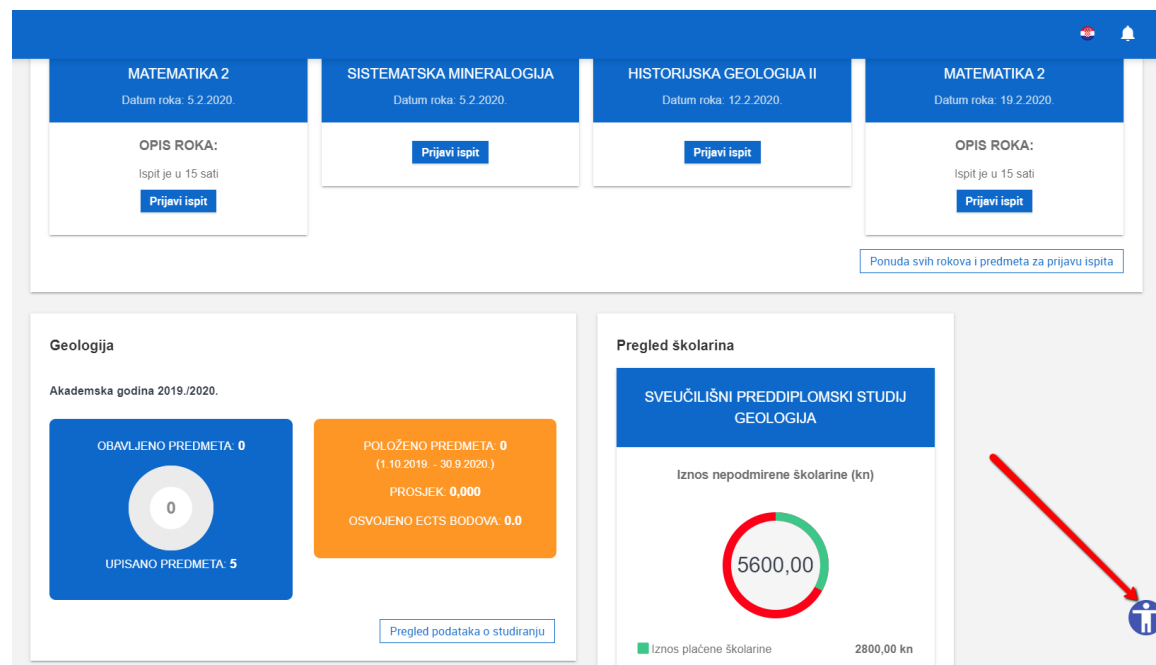 MATEMATIKA 2
Datum roka: 5.2.2020.
OPIS ROKA:
Ispit je u 15 sati
Prijavi ispit
SISTEMATSKA MINERALOGIJA
Datum roka: 5.2.2020.
Prijavi ispit
HISTORIJSKA GEOLOGIJA II
Datum roka: 12.2.2020.
Prijavi ispit
MATEMATIKA 2
Datum roka: 19.2.2020.
OPIS ROKA:
Ispit je u 15 sati
Prijavi ispit
Ponuda svih rokova i predmeta za prijavu ispita
Geologija
Akademska godina 2019./2020.
OBAVLJENO PREDMETA: 0
0
UPISANO PREDMETA: 5
POLOŽENO PREDMETA: 0
(1.10.2019. - 30.9.2020.)
PROSJEK: 0,000
OSVOJENO ECTS BODOVA: 0.0
Pregled podataka o studiranju
Pregled školarina
SVEUČILIŠNI PREDDIPLOMSKI STUDIJ
GEOLOGIJA
Iznos nepodmirene školarine (kn)
5600,00
Iznos plaćene školarine 2800,00 kn